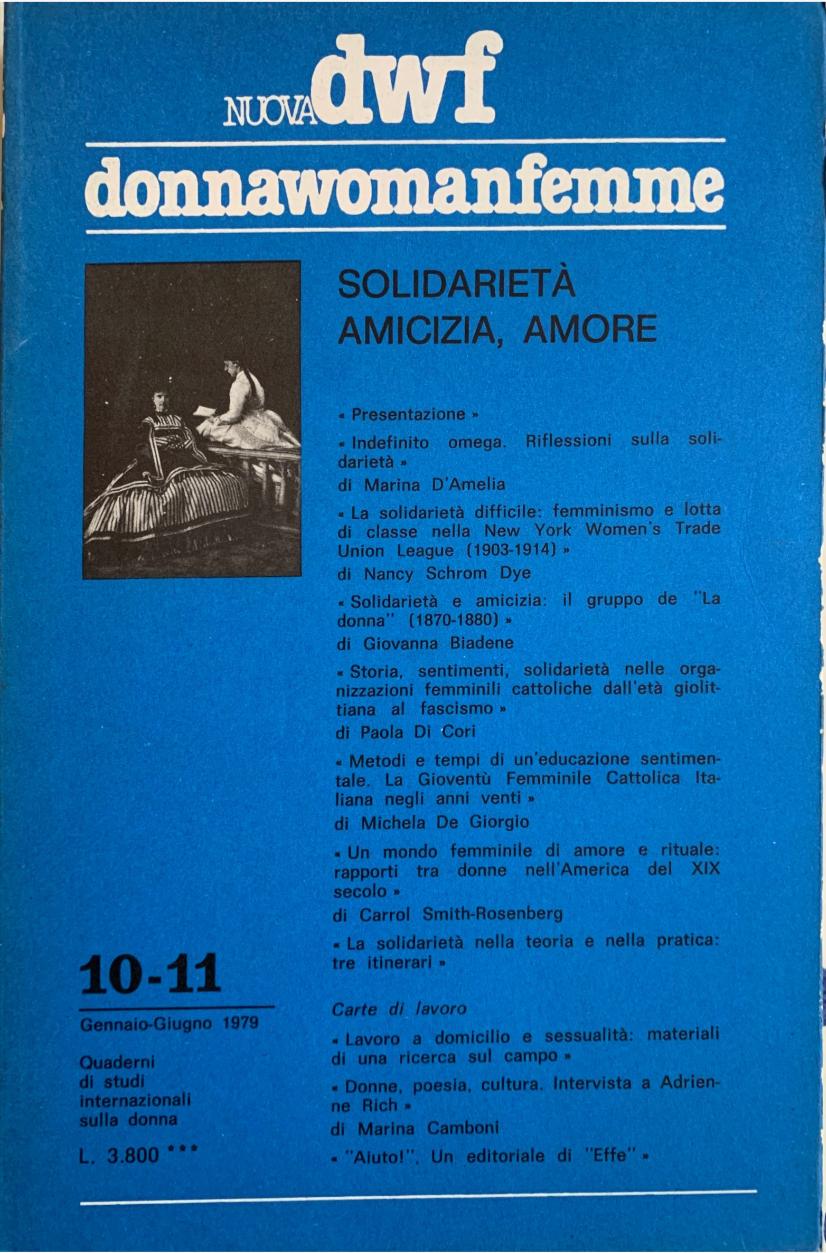 NUOVA dwf
donnawomanfemme
SOLIDARIETÀ
AMICIZIA, AMORE
« Presentazione »
« Indefinito omega. Riflessioni sulla soli-
darietà »
di Marina D'Amelia
« La solidarietà difficile: femminismo e lotta
di classe nella New York Women's Trade
Union League (1903-1914) »
di Nancy Schrom Dye
« Solidarietà e amicizia: il gruppo de "La
donna" (1870-1880) »
di Giovanna Biadene
« Storia, sentimenti, solidarietà nelle orga-
nizzazioni femminili cattoliche dall'età giolit-
tiana al fascismo »
di Paola Di Cori
« Metodi e tempi di un'educazione sentimen-
tale. La Gioventù Femminile Cattolica Ita-
liana negli anni venti »
di Michela De Giorgio
« Un mondo femminile di amore e rituale:
rapporti tra donne nell'America del XIX
secolo »
di Carrol Smith-Rosenberg
« La solidarietà nella teoria e nella pratica:
tre itinerari »
Carte di lavoro
« Lavoro a domicilio e sessualità: materiali
di una ricerca sul campo »
« Donne, poesia, cultura. Intervista a Adrien-
ne Rich »
di Marina Camboni
« "Aiuto!". Un editoriale di "Effe" »
10-11
Gennaio-Giugno 1979
Quaderni
di studi
internazionali
sulla donna
L. 3.800 ***